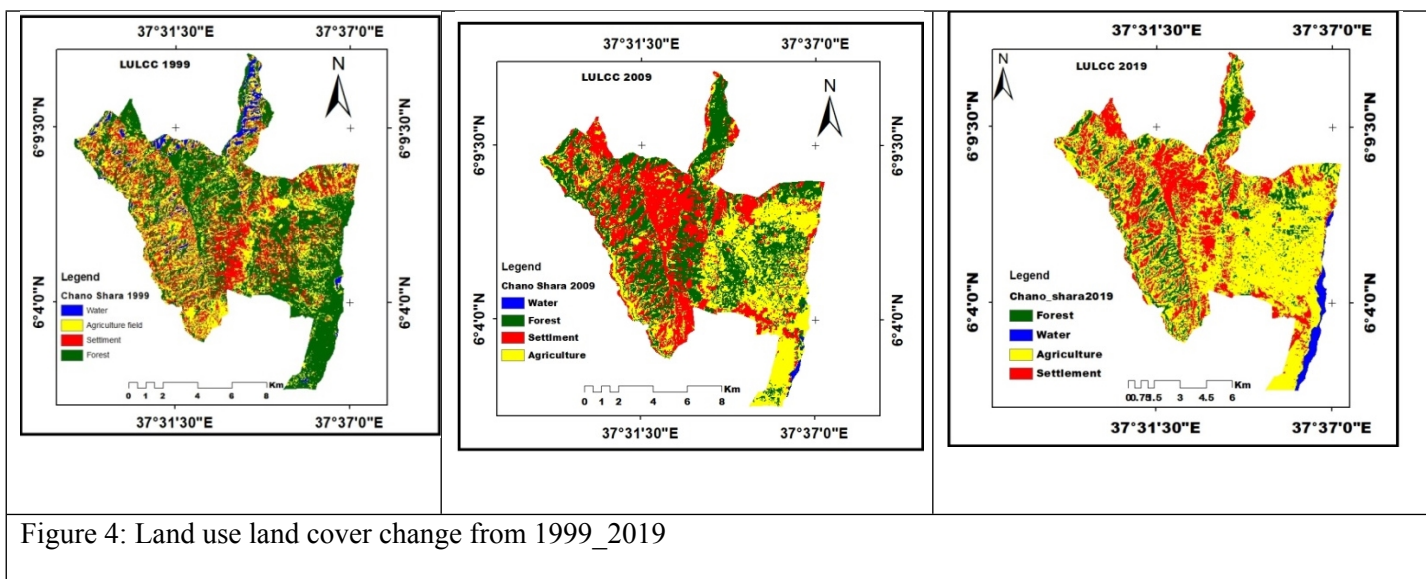 37°31'30"E 37°37'0"E
LULCC 1999
N
6°9'30"N
6°9'30"N
6°4'0"N
6°4'0"N
Legend
Chano Shara 1999
Water
Agriculture field
Settlment
Forest
Km
0 1 2 4 6 8
37°31'30"E 37°37'0"E
37°31'30"E 37°37'0"E
LULCC 2009
N
6°9'30"N
6°9'30"N
6°4'0"N
6°4'0"N
Legend
Chano Shara 2009
Water
Forest
Settlment
Agriculture
Km
0 1 2 4 6 8
37°31'30"E 37°37'0"E
37°31'30"E 37°37'0"E
LULCC 2019
N
6°9'30"N
6°9'30"N
6°4'0"N
6°4'0"N
Legend
Chano_shara2019
Forest
Water
Agriculture
Settlement
Km
00.751.5 3 4.5 6
37°31'30"E 37°37'0"E
Figure 4: Land use land cover change from 1999_2019